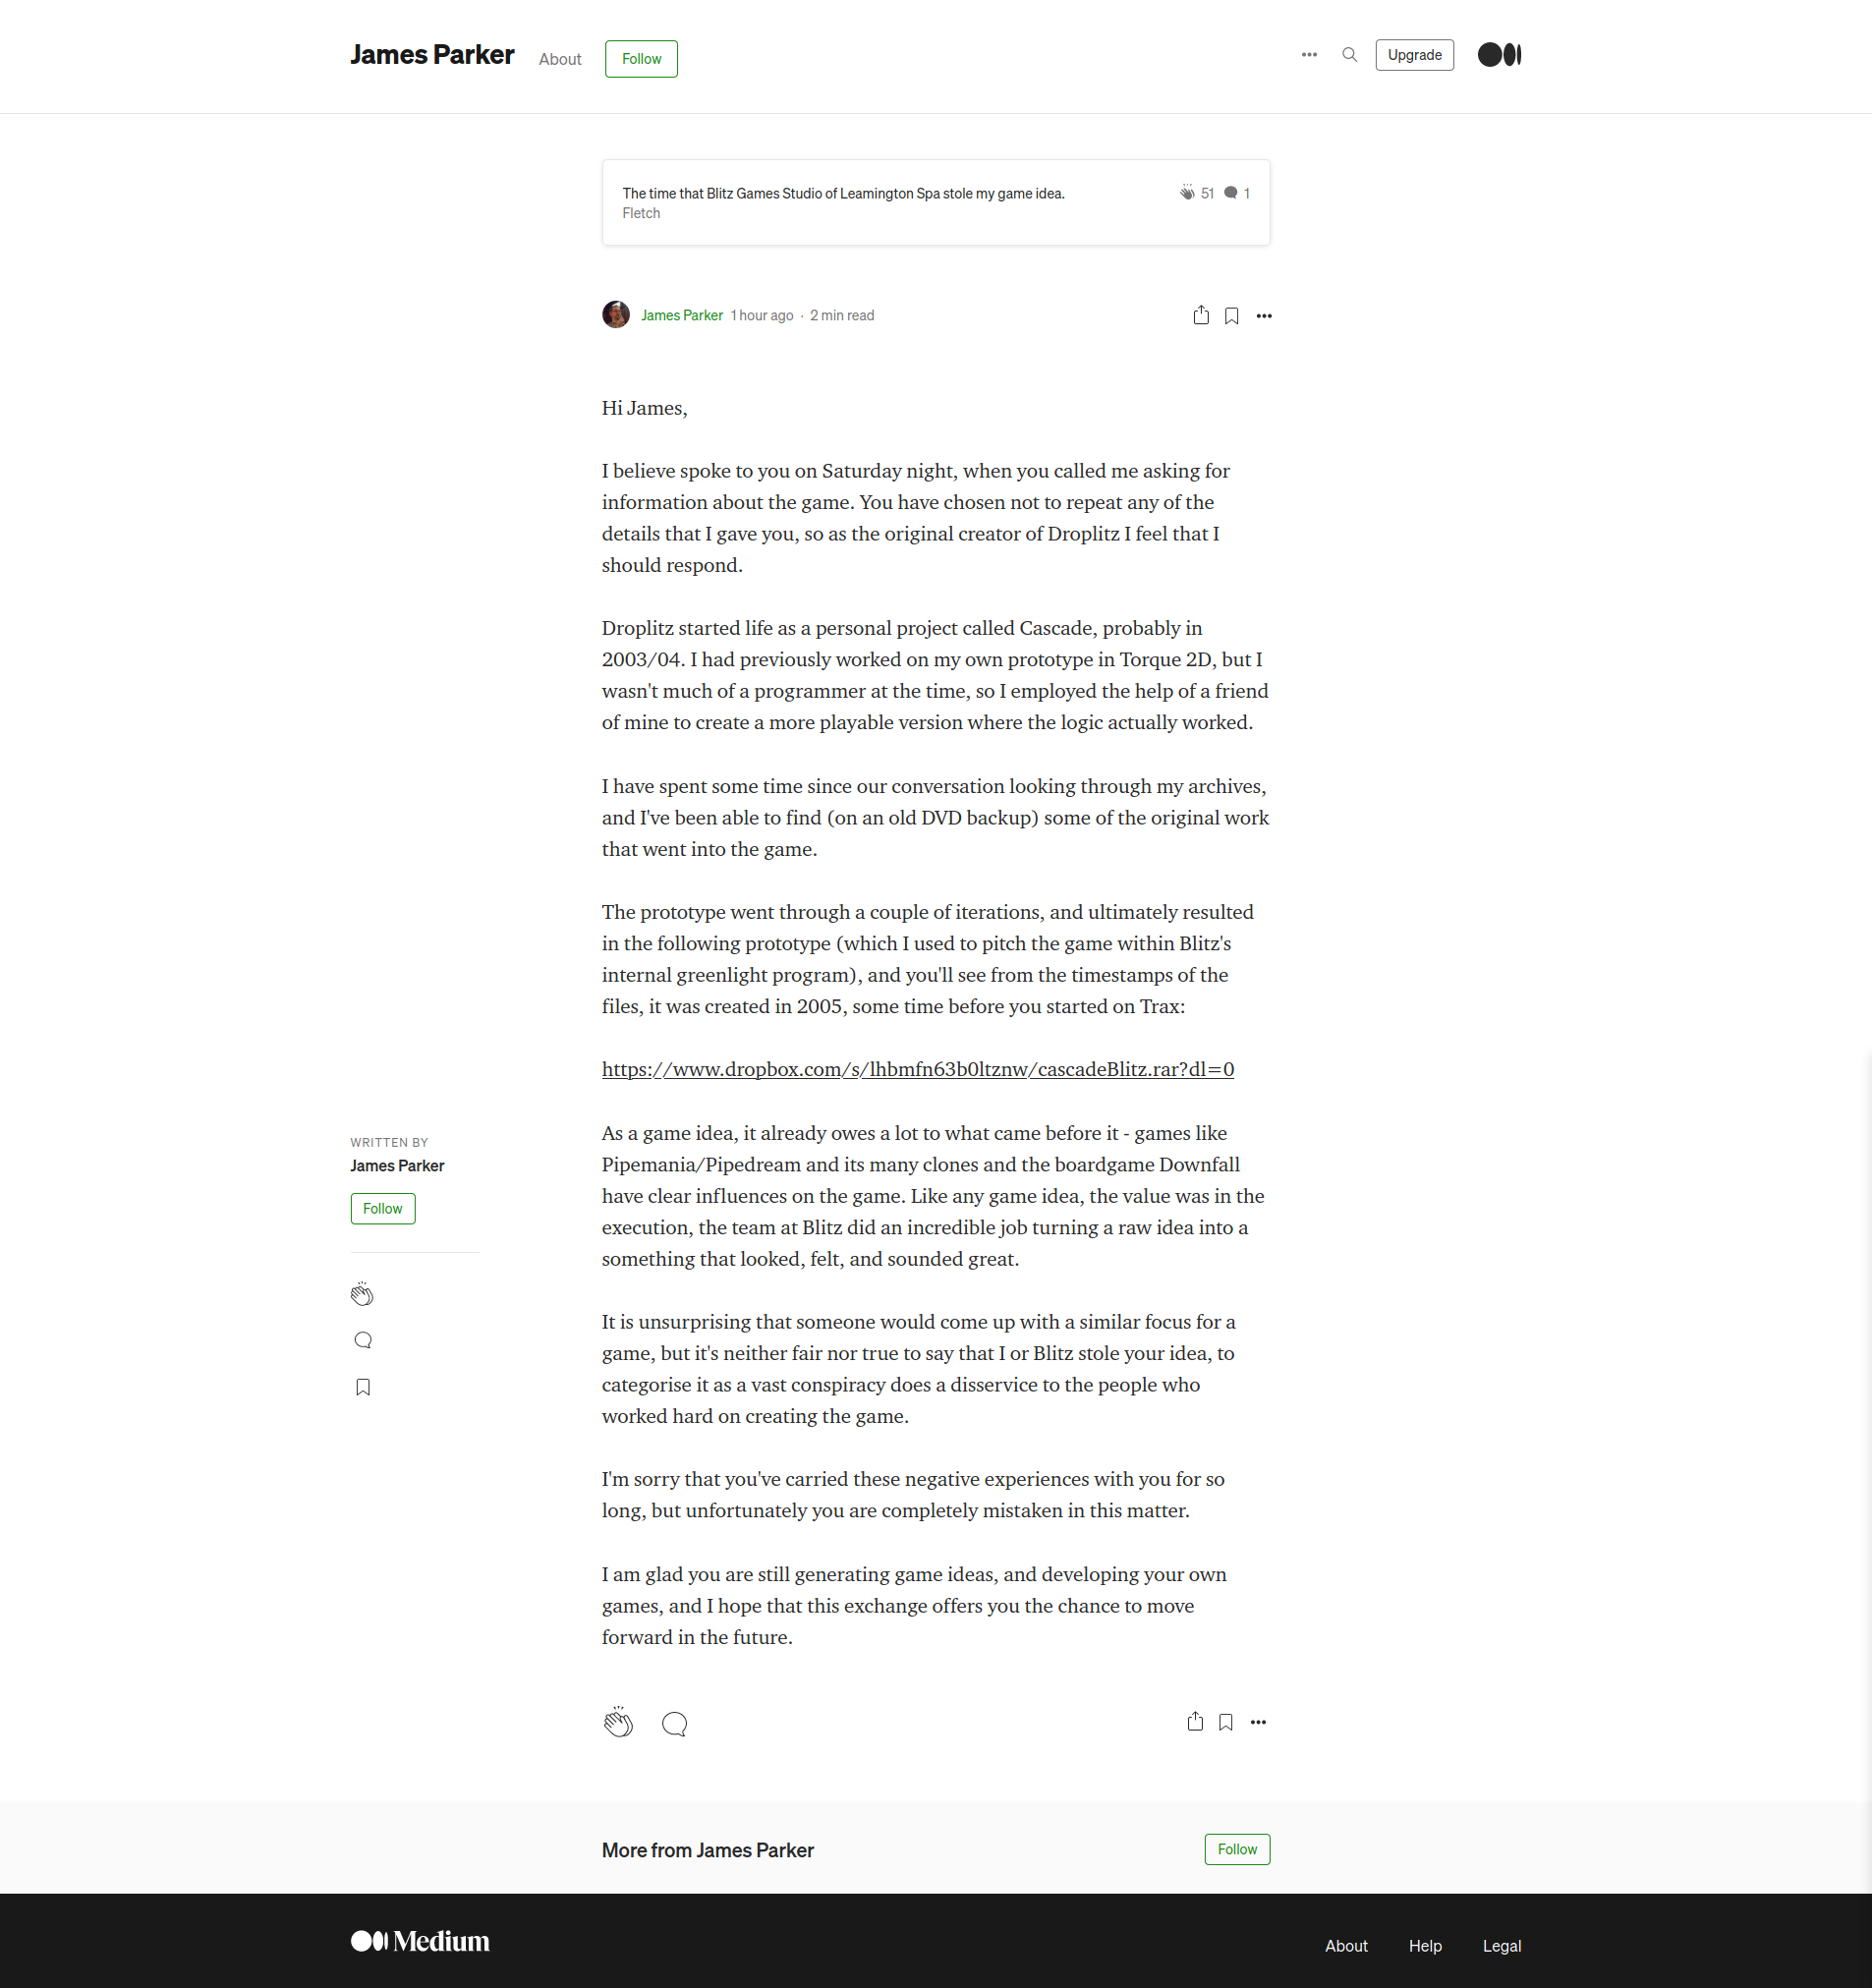 James Parker About Follow Upgrade
The time that Blitz Games Studio of Leamington Spa stole my game idea. 51 1
Fletch
James Parker 1 hour ago · 2 min read
Hi James,
I believe spoke to you on Saturday night, when you called me asking for
information about the game. You have chosen not to repeat any of the
details that I gave you, so as the original creator of Droplitz I feel that I
should respond.
Droplitz started life as a personal project called Cascade, probably in
2003/04. I had previously worked on my own prototype in Torque 2D, but I
wasn't much of a programmer at the time, so I employed the help of a friend
of mine to create a more playable version where the logic actually worked.
I have spent some time since our conversation looking through my archives,
and I've been able to find (on an old DVD backup) some of the original work
that went into the game.
The prototype went through a couple of iterations, and ultimately resulted
in the following prototype (which I used to pitch the game within Blitz's
internal greenlight program), and you'll see from the timestamps of the
files, it was created in 2005, some time before you started on Trax:
https://www.dropbox.com/s/lhbmfn63b0ltznw/cascadeBlitz.rar?dl=0
As a game idea, it already owes a lot to what came before it - games like
Pipemania/Pipedream and its many clones and the boardgame Downfall
have clear influences on the game. Like any game idea, the value was in the
execution, the team at Blitz did an incredible job turning a raw idea into a
something that looked, felt, and sounded great.
It is unsurprising that someone would come up with a similar focus for a
game, but it's neither fair nor true to say that I or Blitz stole your idea, to
categorise it as a vast conspiracy does a disservice to the people who
worked hard on creating the game.
I'm sorry that you've carried these negative experiences with you for so
long, but unfortunately you are completely mistaken in this matter.
I am glad you are still generating game ideas, and developing your own
games, and I hope that this exchange offers you the chance to move
forward in the future.
WRITTEN BY
James Parker
Follow
More from James Parker Follow
Medium About Help Legal